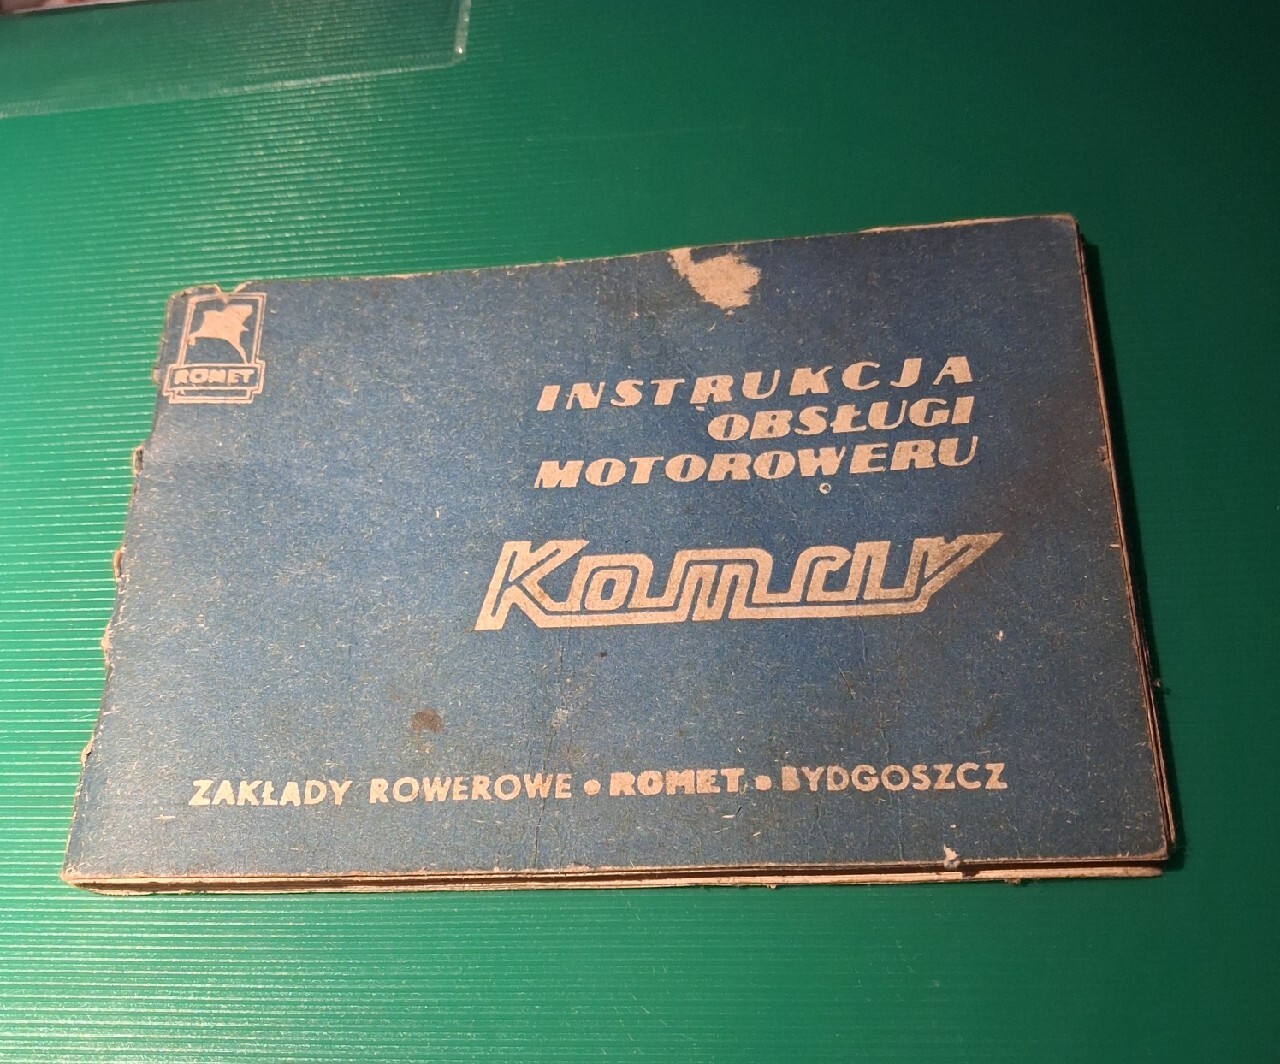 ROMET
INSTRUKCJA
OBSŁUGI
MOTOROWERU
Komar
ZAKŁADY ROWEROWE • ROMET • BYDGOSZCZ